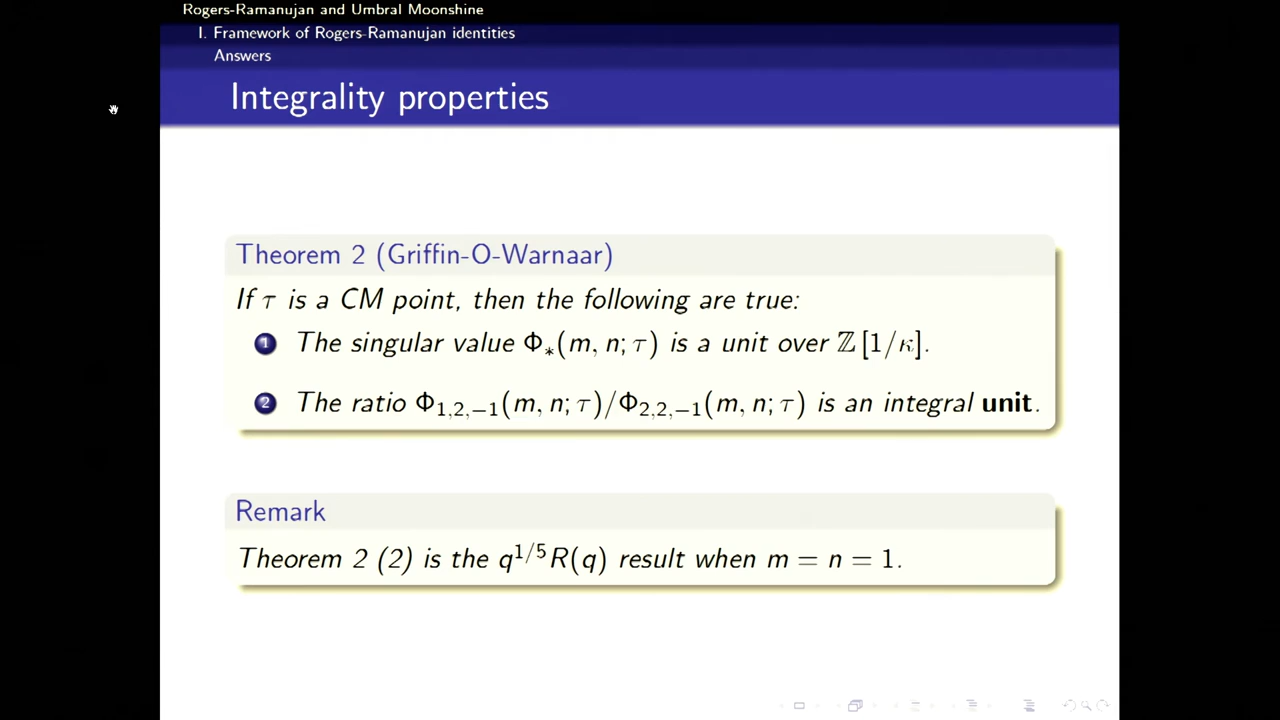 Rogers-Ramanujan and Umbral Moonshine
I. Framework of Rogers-Ramanujan identities
Answers
Integrality properties
Theorem 2 (Griffin-O-Warnaar)
If τ is a CM point, then the following are true:
1 The singular value Φ∗(m, n; τ) is a unit over ℤ [1/κ].
2 The ratio Φ₁,₂,₋₁(m, n; τ)/Φ₂,₂,₋₁(m, n; τ) is an integral unit.
Remark
Theorem 2 (2) is the q^{1/5}R(q) result when m = n = 1.